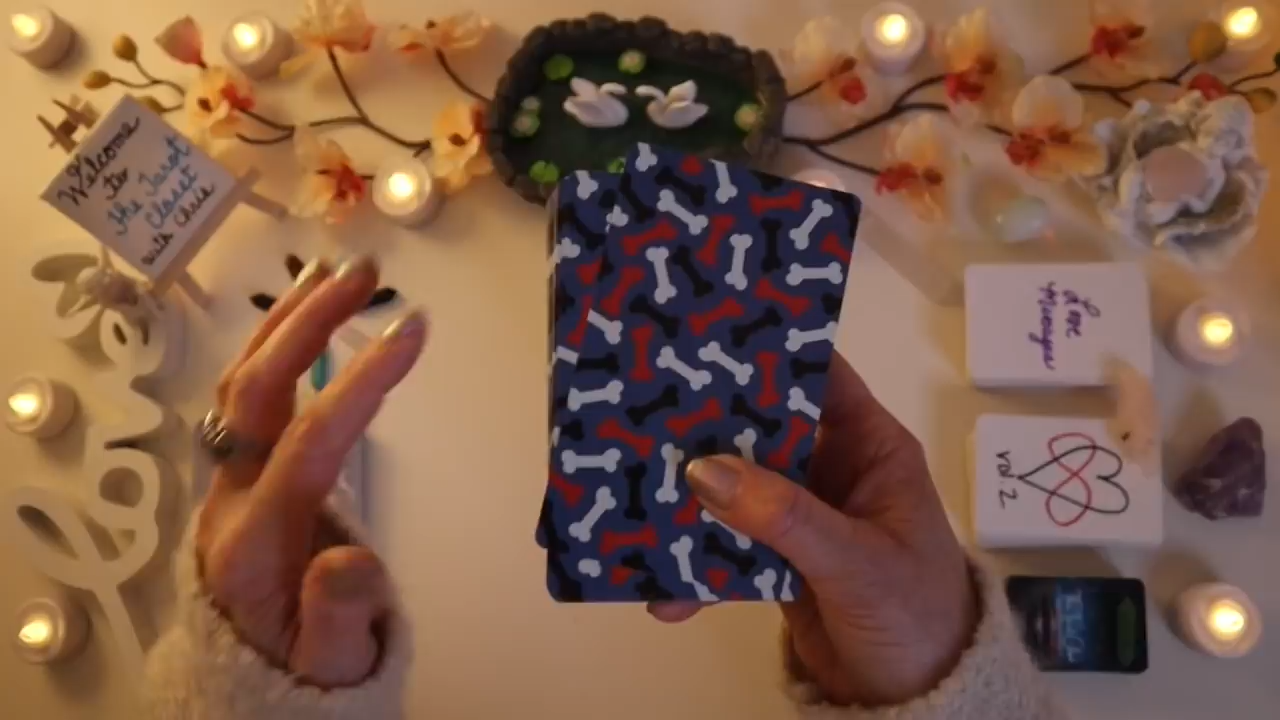 Welcome
To
The Tarot
Closet
with Chris
Love
Love
Messages
Vol. 2